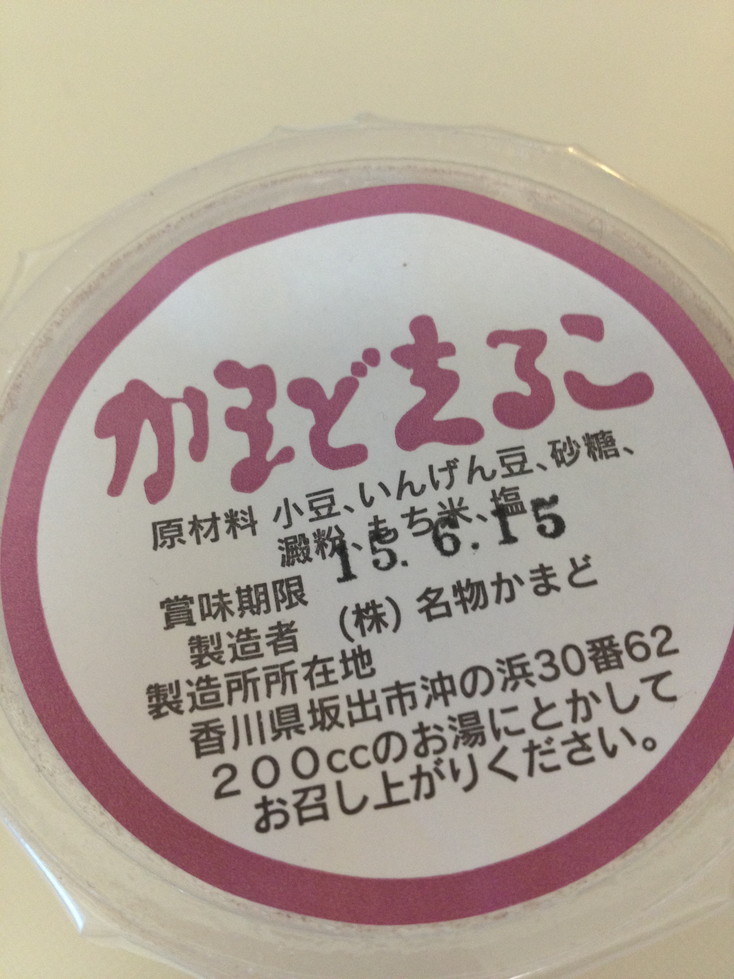 かまどしるこ
原材料 小豆、いんげん豆、砂糖、
澱粉、もち米、塩
15.6.15
賞味期限
製造者 (株)名物かまど
製造所所在地
香川県坂出市沖の浜30番62
200ccのお湯にとかして
お召し上がりください。